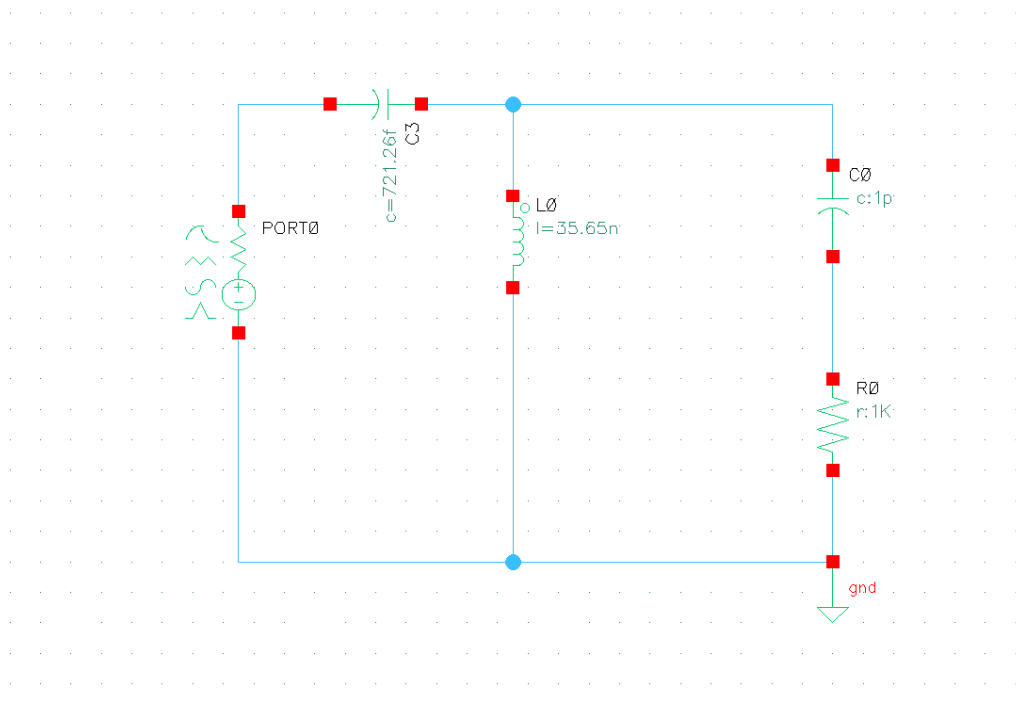 C3
c=721.26f
C0
c:1p
L0
l=35.65n
PORT0
R0
r:1K
gnd